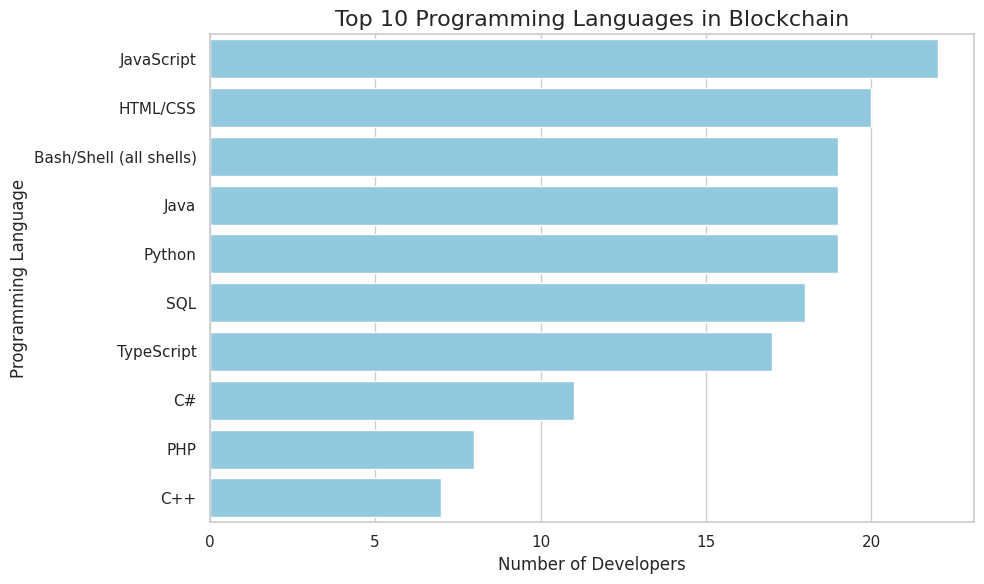 Top 10 Programming Languages in Blockchain
JavaScript
HTML/CSS
Bash/Shell (all shells)
Java
Python
SQL
TypeScript
C#
PHP
C++
Programming Language
0 5 10 15 20
Number of Developers